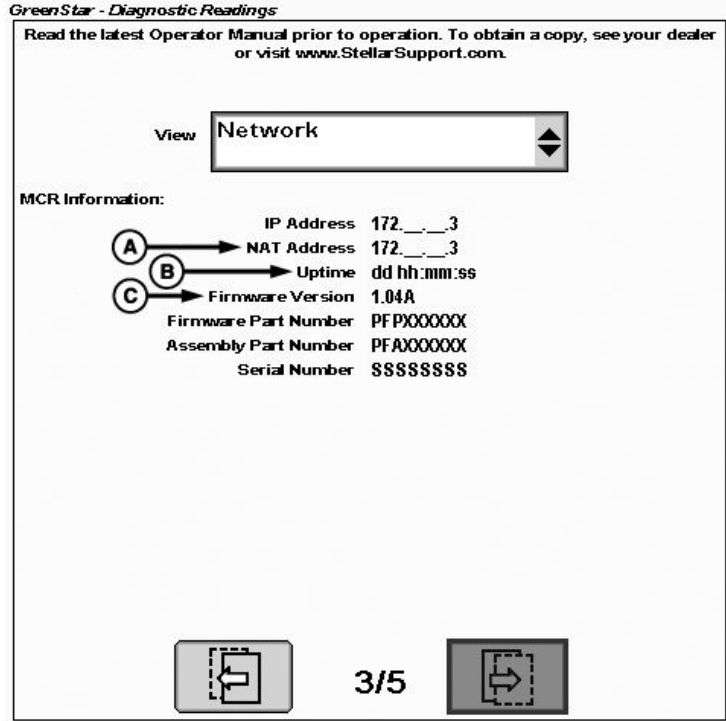 GreenStar - Diagnostic Readings
Read the latest Operator Manual prior to operation. To obtain a copy, see your dealer
or visit www.StellarSupport.com.
View Network
MCR Information:
IP Address 172.__.__.3
A NAT Address 172.__.__.3
B Uptime dd hh:mm:ss
C Firmware Version 1.04A
Firmware Part Number PFPXXXXXX
Assembly Part Number PFAXXXXXX
Serial Number SSSSSSSS
3/5